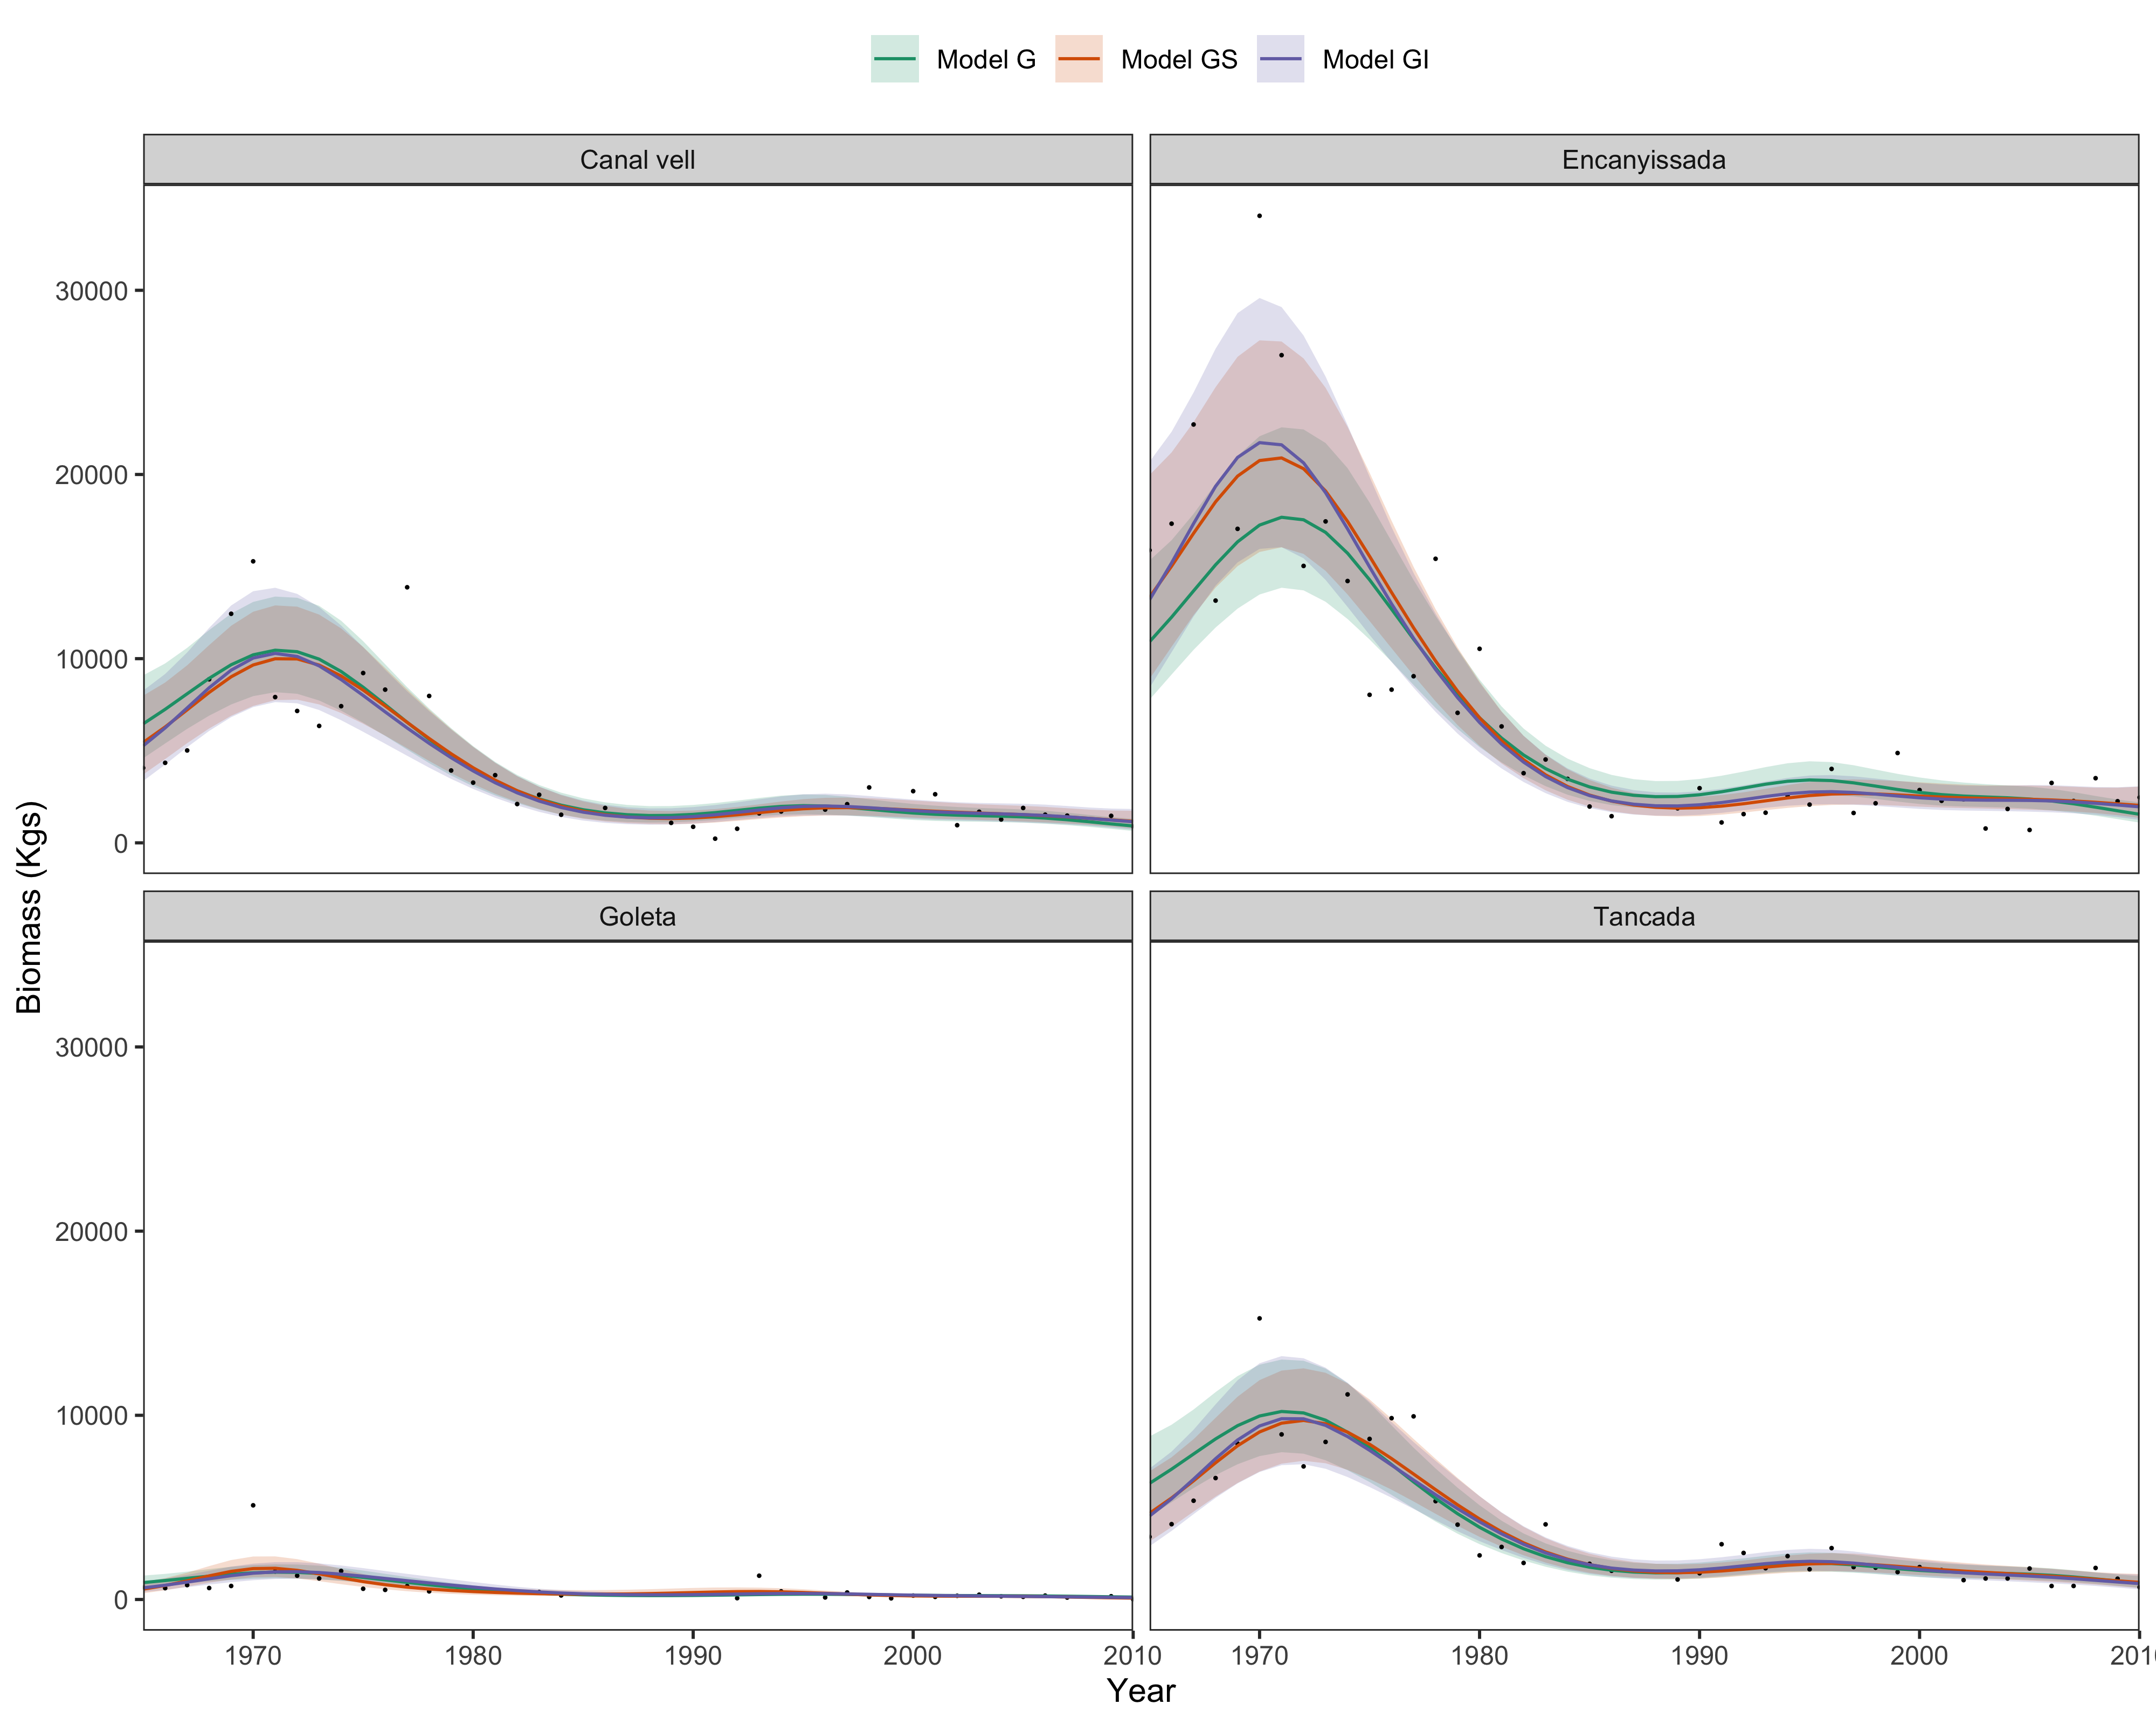 Model G Model GS Model GI
Canal vell Encanyissada
30000
20000
10000
0
Biomass (Kgs)
Goleta Tancada
30000
20000
10000
0
1970 1980 1990 2000 2010 1970 1980 1990 2000 201
Year